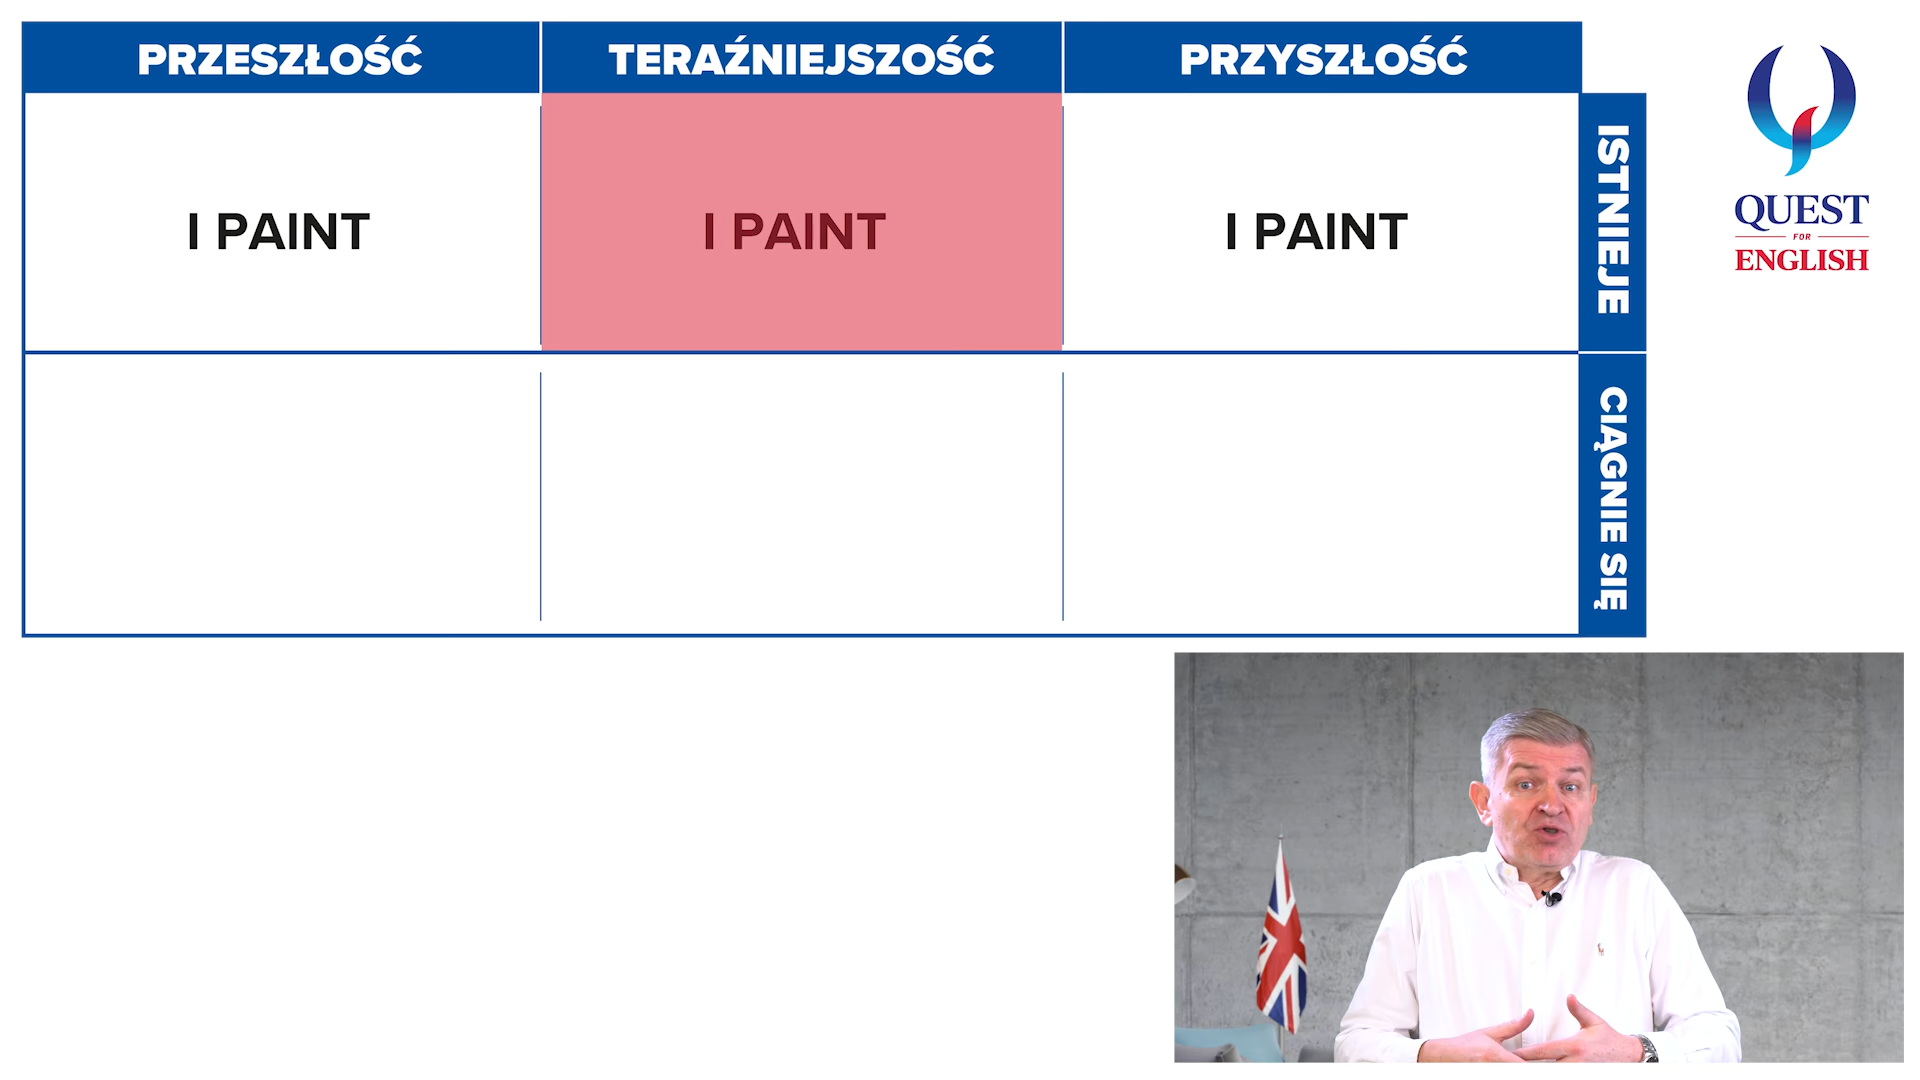 PRZESZŁOŚĆ
TERAŹNIEJSZOŚĆ
PRZYSZŁOŚĆ
I PAINT
I PAINT
I PAINT
ISTNIEJE
CIĄGNIE SIĘ
QUEST
FOR
ENGLISH